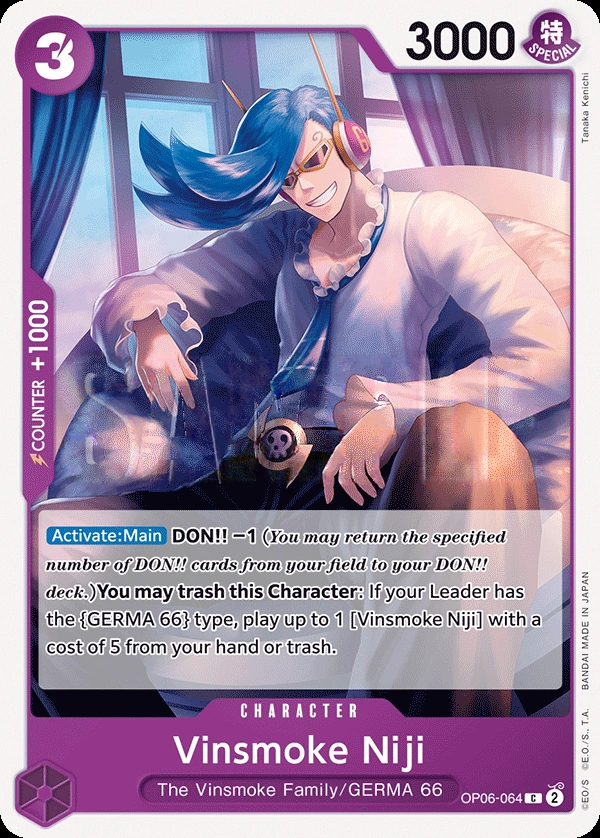 3
3000
特
SPECIAL
Tanaka Kenichi
COUNTER +1000
Activate:Main DON!! −1 (You may return the specified
number of DON!! cards from your field to your DON!!
deck.)You may trash this Character: If your Leader has
the {GERMA 66} type, play up to 1 [Vinsmoke Niji] with a
cost of 5 from your hand or trash.
CHARACTER
Vinsmoke Niji
The Vinsmoke Family/GERMA 66
OP06-064 C 2
©EO/S ©E.O./S., T.A. BANDAI MADE IN JAPAN